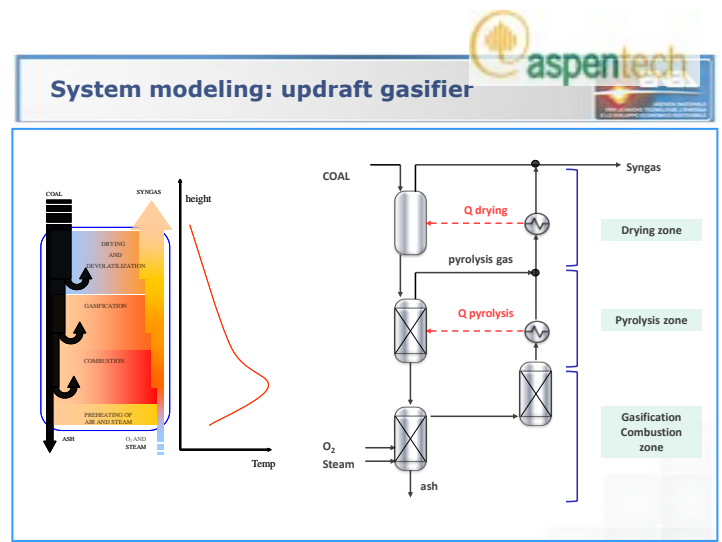 aspentech
System modeling: updraft gasifier
COAL
SYNGAS
height
DRYING
AND
DEVOLATILIZATION
GASIFICATION
COMBUSTION
PREHEATING OF
AIR AND STEAM
ASH
O2 AND
STEAM
Temp
COAL
Syngas
Q drying
Drying zone
pyrolysis gas
Q pyrolysis
Pyrolysis zone
Gasification
Combustion
zone
O2
Steam
ash